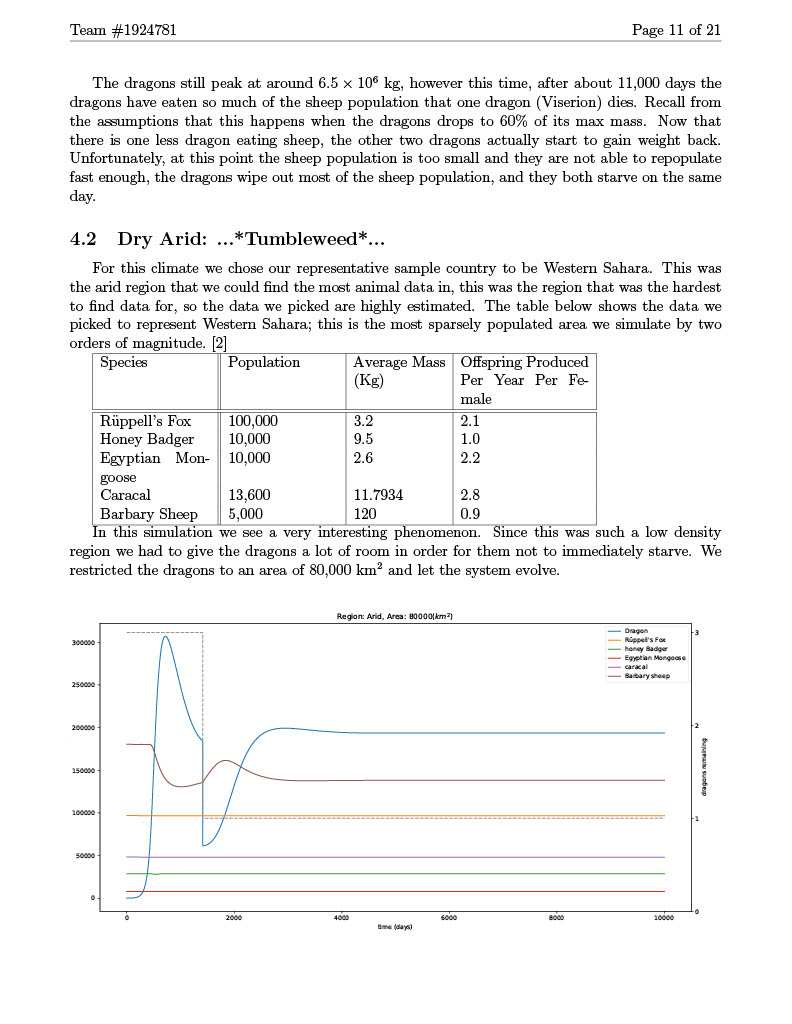 Team #1924781 Page 11 of 21
The dragons still peak at around 6.5 × 10⁶ kg, however this time, after about 11,000 days the
dragons have eaten so much of the sheep population that one dragon (Viserion) dies. Recall from
the assumptions that this happens when the dragons drops to 60% of its max mass. Now that
there is one less dragon eating sheep, the other two dragons actually start to gain weight back.
Unfortunately, at this point the sheep population is too small and they are not able to repopulate
fast enough, the dragons wipe out most of the sheep population, and they both starve on the same
day.
4.2 Dry Arid: ...*Tumbleweed*...
For this climate we chose our representative sample country to be Western Sahara. This was
the arid region that we could find the most animal data in, this was the region that was the hardest
to find data for, so the data we picked are highly estimated. The table below shows the data we
picked to represent Western Sahara; this is the most sparsely populated area we simulate by two
orders of magnitude. [2]
Species Population Average Mass Offspring Produced
(Kg) Per Year Per Fe-
male
Rüppell's Fox 100,000 3.2 2.1
Honey Badger 10,000 9.5 1.0
Egyptian Mon- 10,000 2.6 2.2
goose
Caracal 13,600 11.7934 2.8
Barbary Sheep 5,000 120 0.9
In this simulation we see a very interesting phenomenon. Since this was such a low density
region we had to give the dragons a lot of room in order for them not to immediately starve. We
restricted the dragons to an area of 80,000 km² and let the system evolve.
Region: Arid, Area: 80000(km²)
Dragon
Rüppell's Fox
honey Badger
Egyptian Mongoose
caracal
Barbary sheep
300000
250000
200000
150000
100000
50000
0
3
2
1
0
dragons remaining
0 2000 4000 6000 8000 10000
time (days)